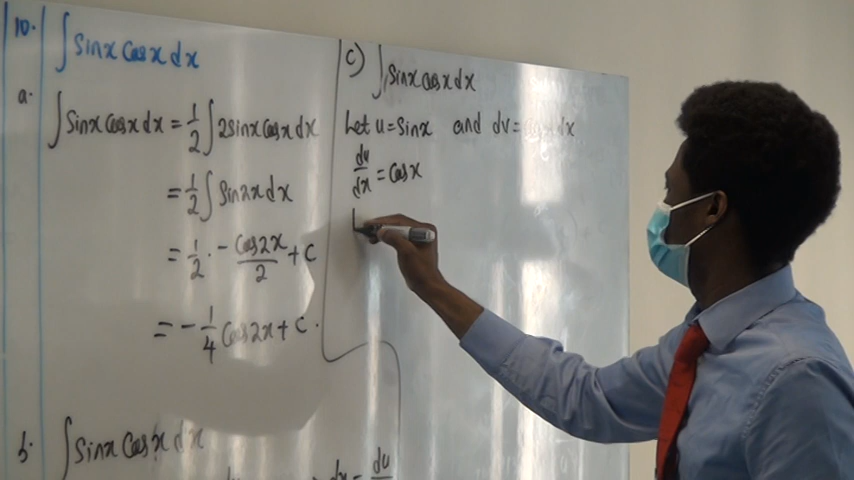 10. ∫ Sinx Cosx dx
a. ∫ Sinx Cosx dx = 1/2 ∫ 2sinx Cosx dx
= 1/2 ∫ Sin2x dx
= 1/2 · -Cos2x/2 + C
= -1/4 Cos2x + C.
b. ∫ Sinx Cosx dx
du
C) ∫ Sinx Cosx dx
Let u = Sinx and dv = Cosx dx
du/dx = Cosx